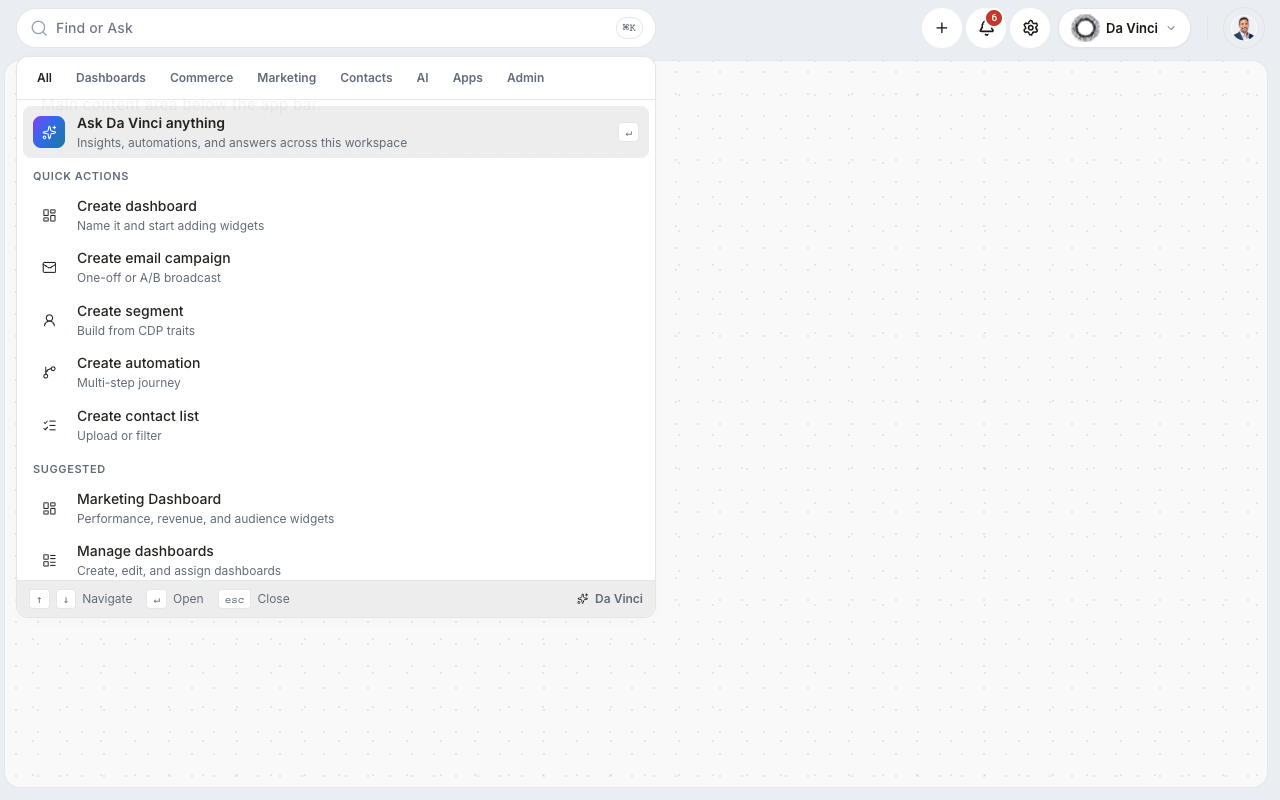 Find or Ask
⌘K
6
Da Vinci
All Dashboards Commerce Marketing Contacts AI Apps Admin
Main content area below the app bar
Ask Da Vinci anything
Insights, automations, and answers across this workspace
↵
QUICK ACTIONS
Create dashboard
Name it and start adding widgets
Create email campaign
One-off or A/B broadcast
Create segment
Build from CDP traits
Create automation
Multi-step journey
Create contact list
Upload or filter
SUGGESTED
Marketing Dashboard
Performance, revenue, and audience widgets
Manage dashboards
Create, edit, and assign dashboards
↑ ↓ Navigate ↵ Open esc Close Da Vinci